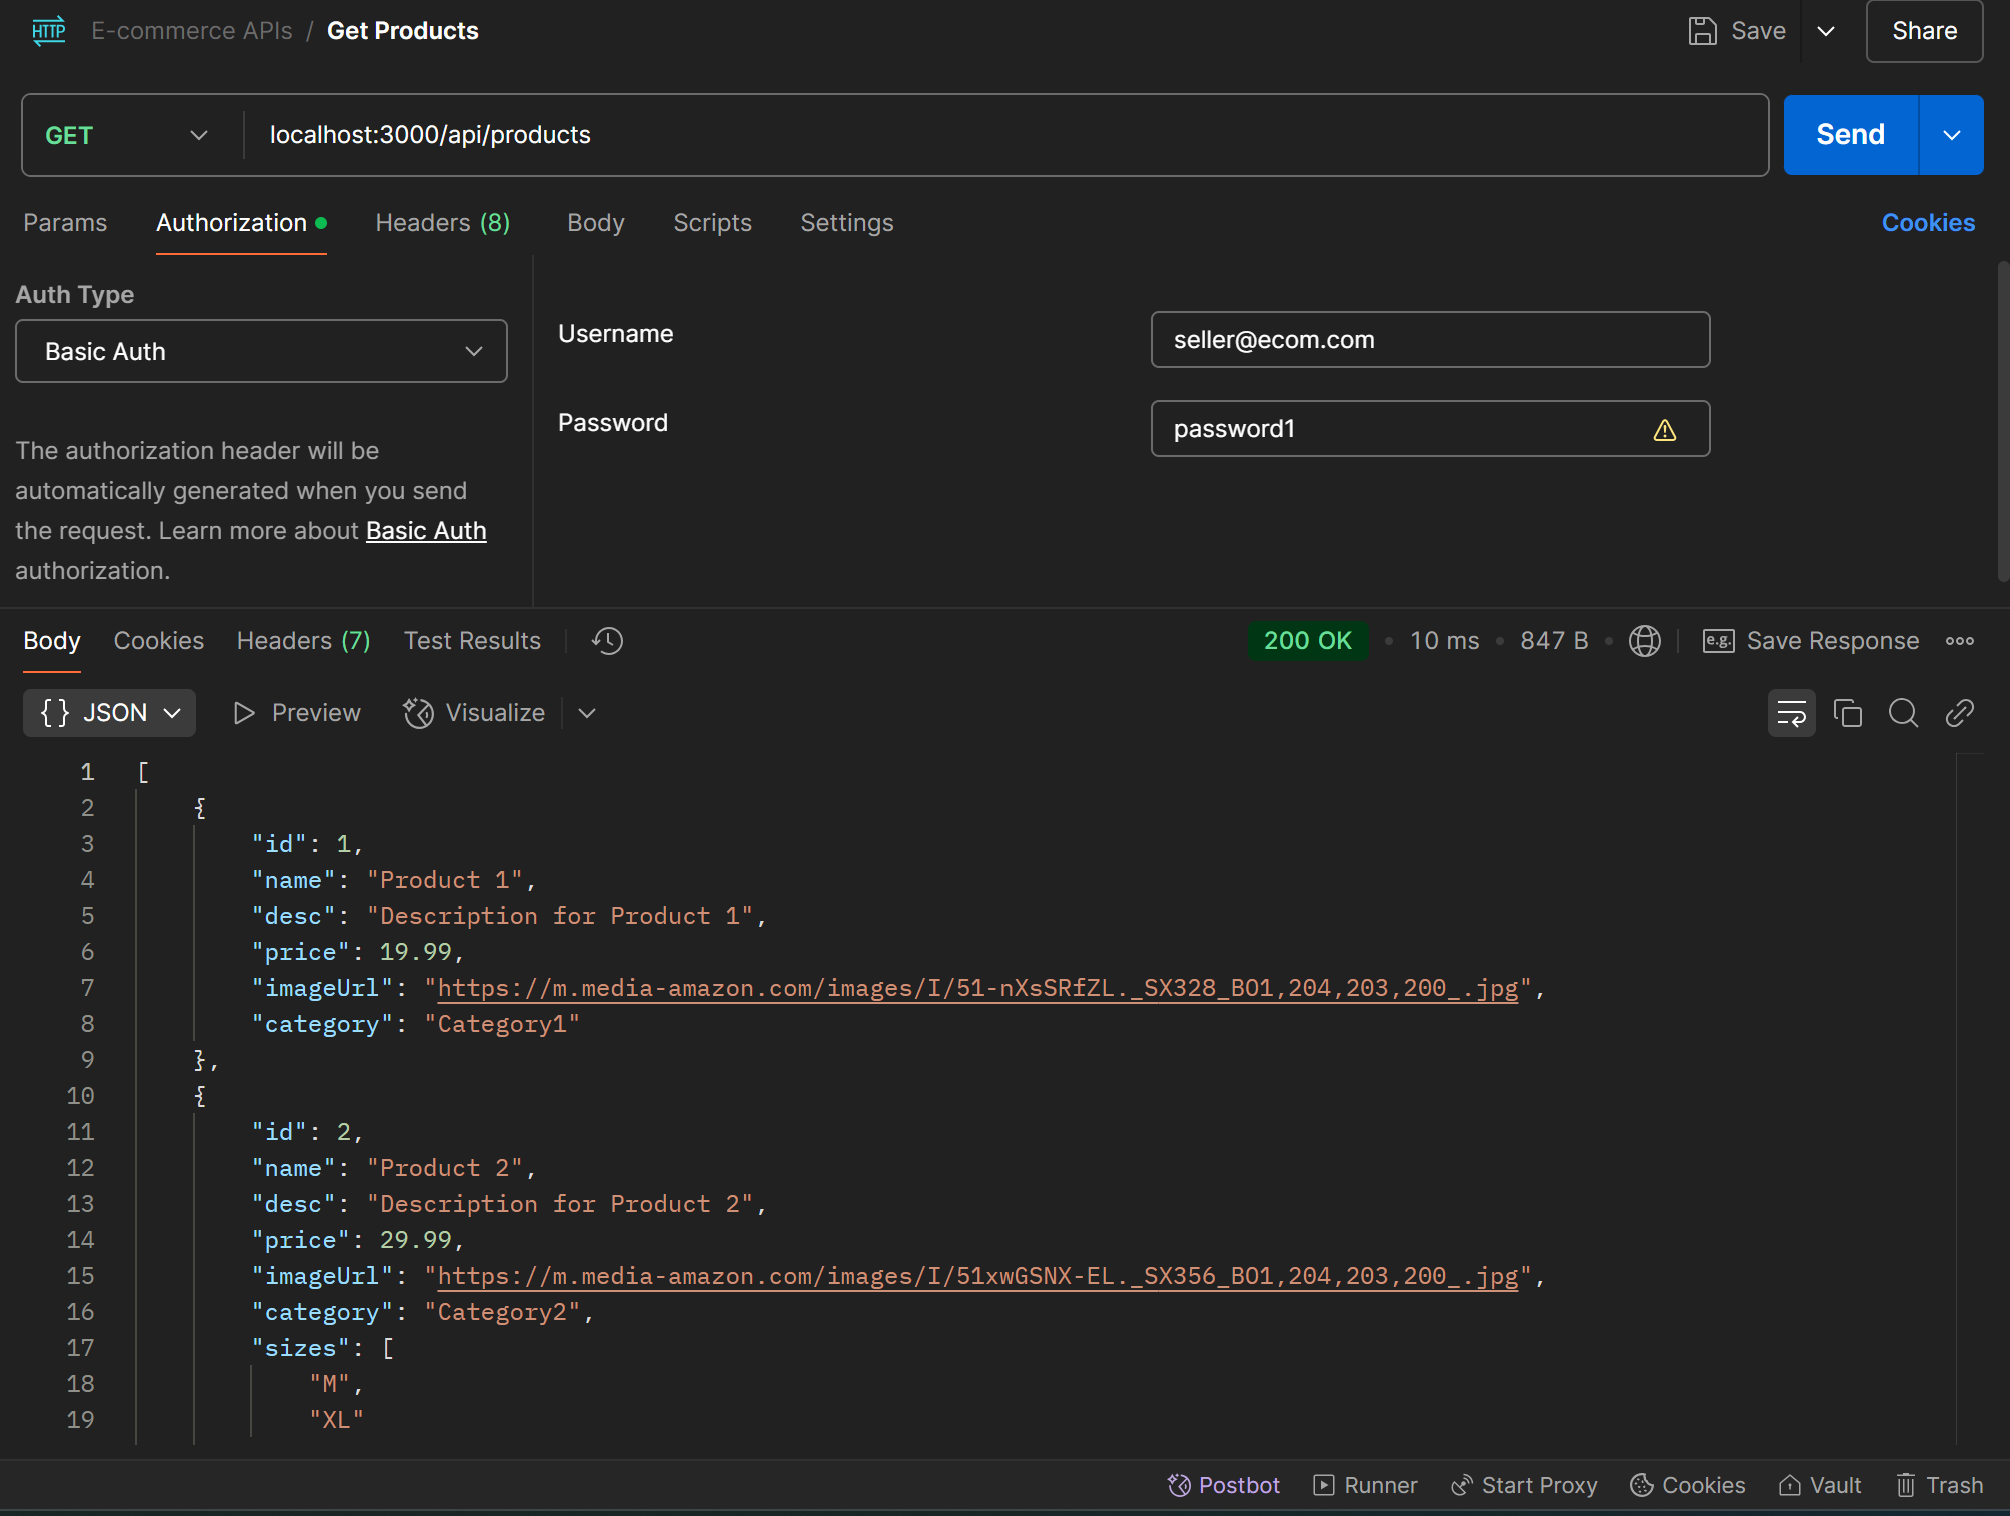 HTTP E-commerce APIs / Get Products Save Share
GET localhost:3000/api/products Send
Params Authorization Headers (8) Body Scripts Settings Cookies
Auth Type
Basic Auth
The authorization header will be
automatically generated when you send
the request. Learn more about Basic Auth
authorization.
Username seller@ecom.com
Password password1
Body Cookies Headers (7) Test Results 200 OK • 10 ms • 847 B • e.g. Save Response
{} JSON Preview Visualize
1 [
2 {
3 "id": 1,
4 "name": "Product 1",
5 "desc": "Description for Product 1",
6 "price": 19.99,
7 "imageUrl": "https://m.media-amazon.com/images/I/51-nXsSRfZL._SX328_BO1,204,203,200_.jpg",
8 "category": "Category1"
9 },
10 {
11 "id": 2,
12 "name": "Product 2",
13 "desc": "Description for Product 2",
14 "price": 29.99,
15 "imageUrl": "https://m.media-amazon.com/images/I/51xwGSNX-EL._SX356_BO1,204,203,200_.jpg",
16 "category": "Category2",
17 "sizes": [
18 "M",
19 "XL"
Postbot Runner Start Proxy Cookies Vault Trash